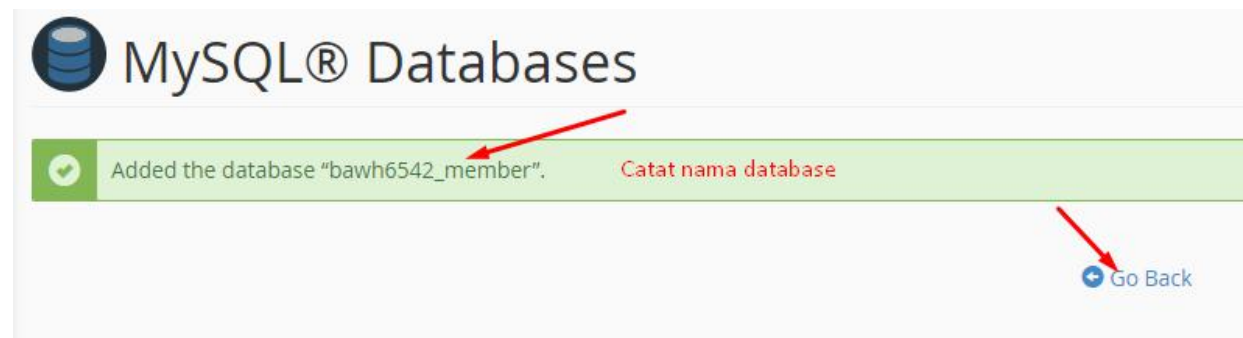 MySQL® Databases
Added the database “bawh6542_member”. Catat nama database
Go Back